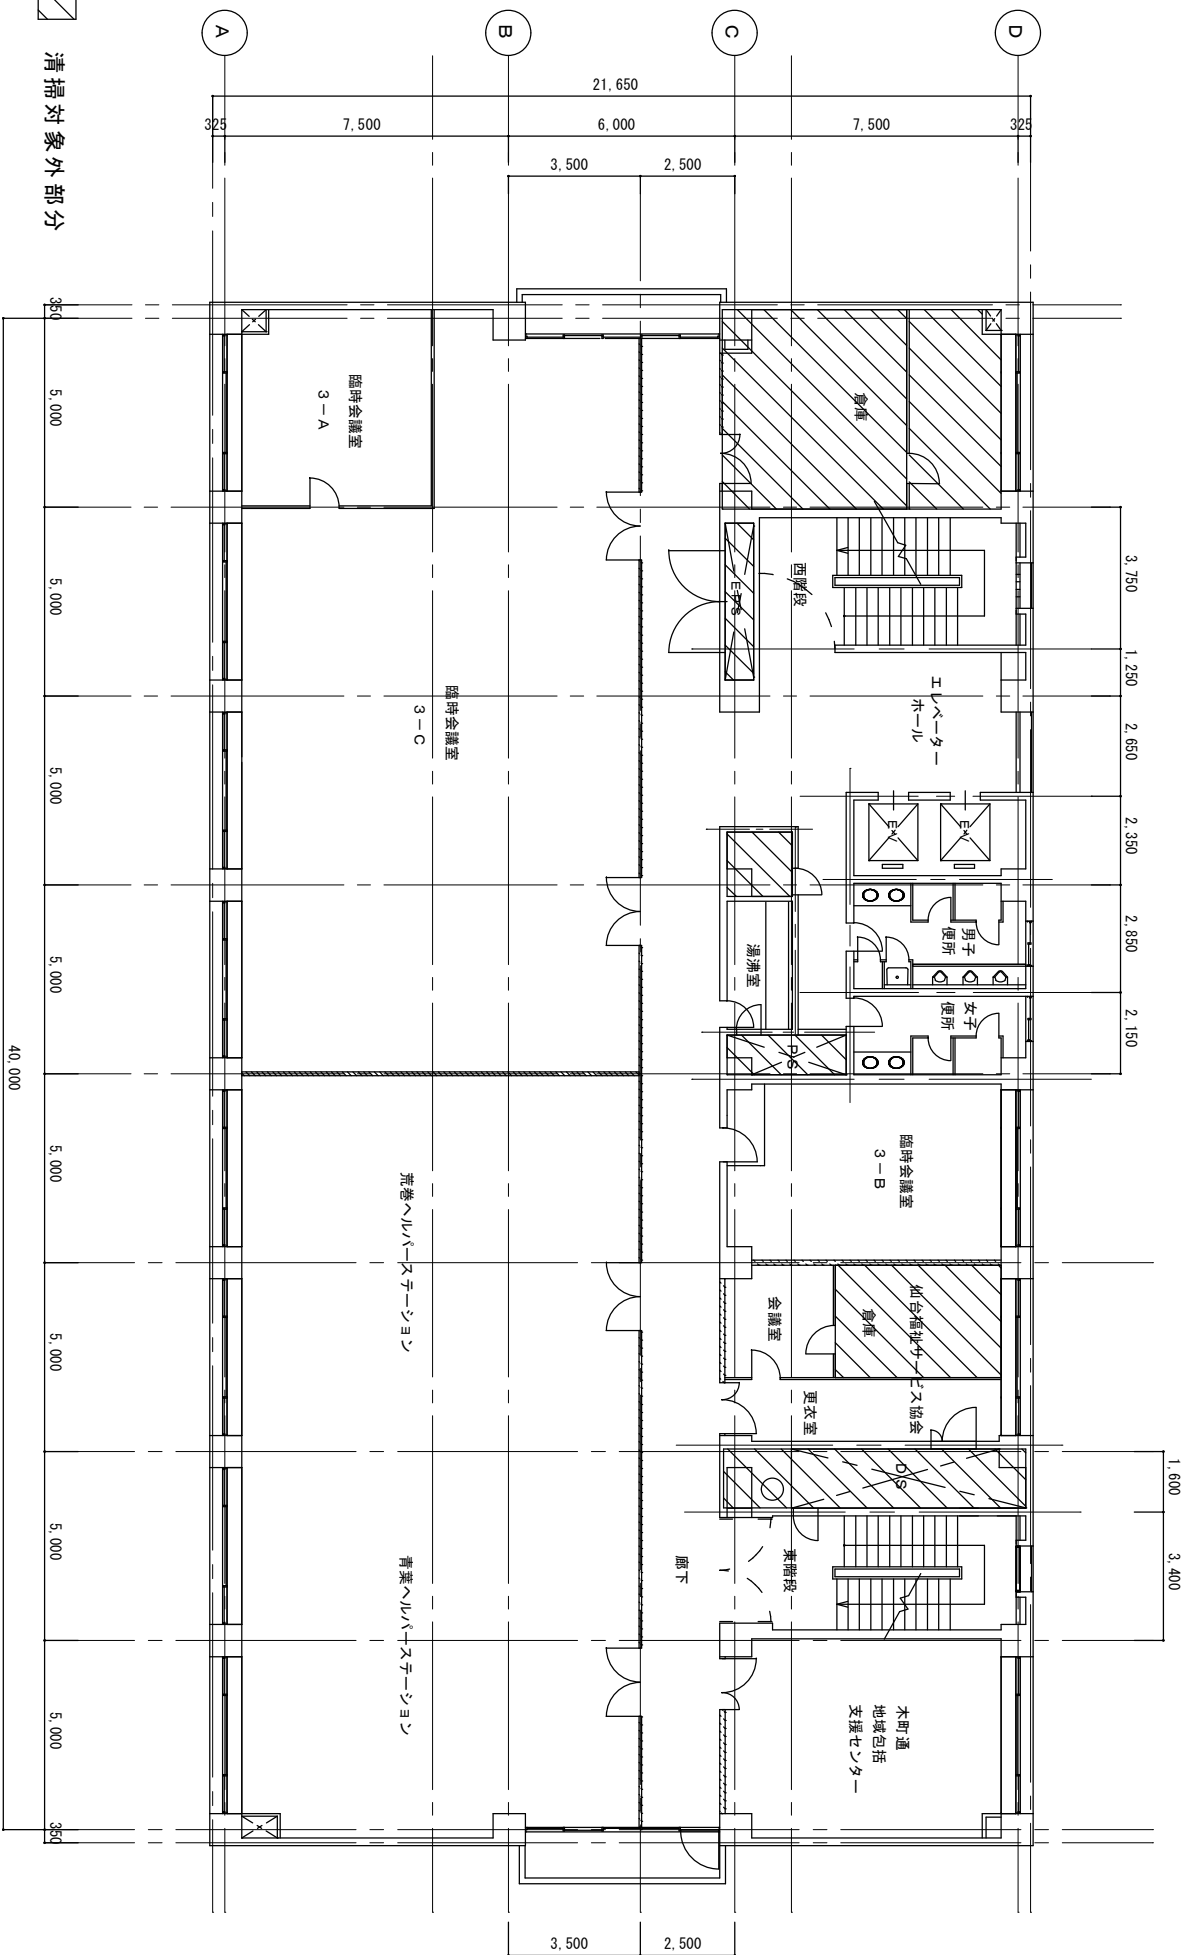 A
B
C
D
清掃対象外部分
21,650
325
7,500
6,000
7,500
325
3,500
2,500
350
5,000
5,000
5,000
5,000
5,000
5,000
5,000
5,000
350
40,000
3,750
1,250
2,650
2,350
2,850
2,150
1,600
3,400
3,500
2,500
臨時会議室
3－A
倉庫
西階段
EPS
エレベーター
ホール
臨時会議室
3－C
EV
EV
男子
便所
女子
便所
湯沸室
PS
臨時会議室
3－B
荒巻ヘルパーステーション
会議室
倉庫
仙台福祉サービス協会
更衣室
DS
東階段
廊下
青葉ヘルパーステーション
木町通
地域包括
支援センター